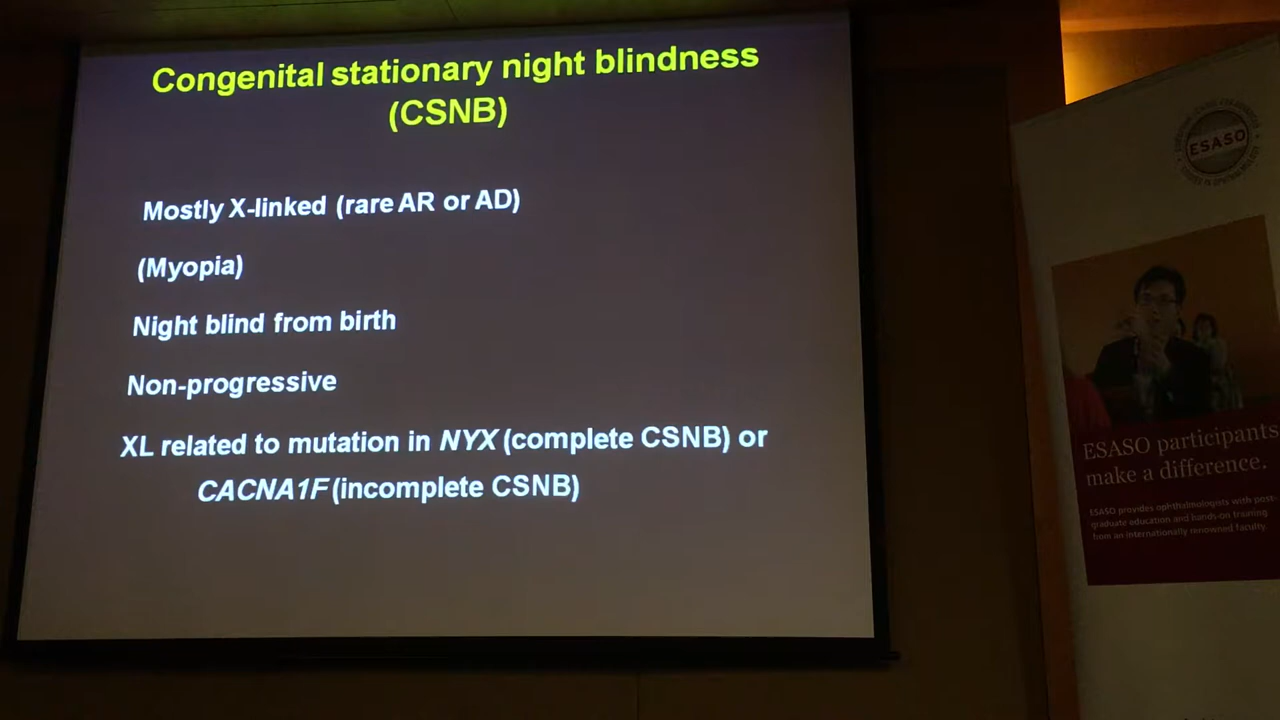 Congenital stationary night blindness
(CSNB)
Mostly X-linked (rare AR or AD)
(Myopia)
Night blind from birth
Non-progressive
XL related to mutation in NYX (complete CSNB) or
CACNA1F (incomplete CSNB)
ESASO
ESASO participants
make a difference.
ESASO provides ophthalmologists with post-
graduate education and hands-on training
from an internationally renowned faculty.